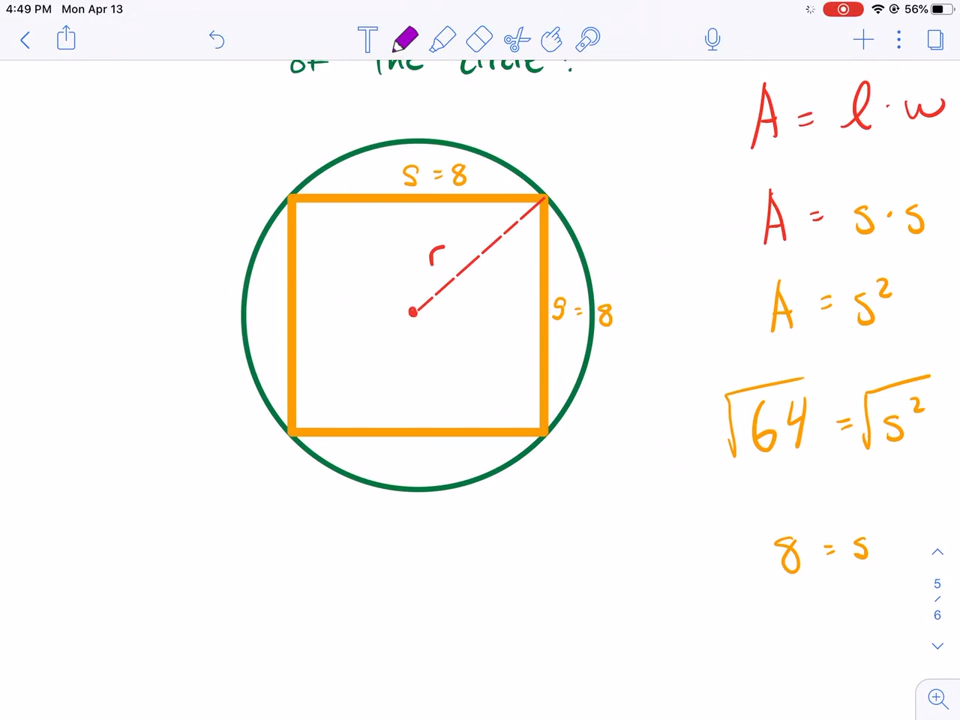 4:49 PM Mon Apr 13
56%
T
of the circle?
A = l · w
s = 8
A = s · s
r
A = s²
s = 8
√64 = √s²
8 = s
5
/
6